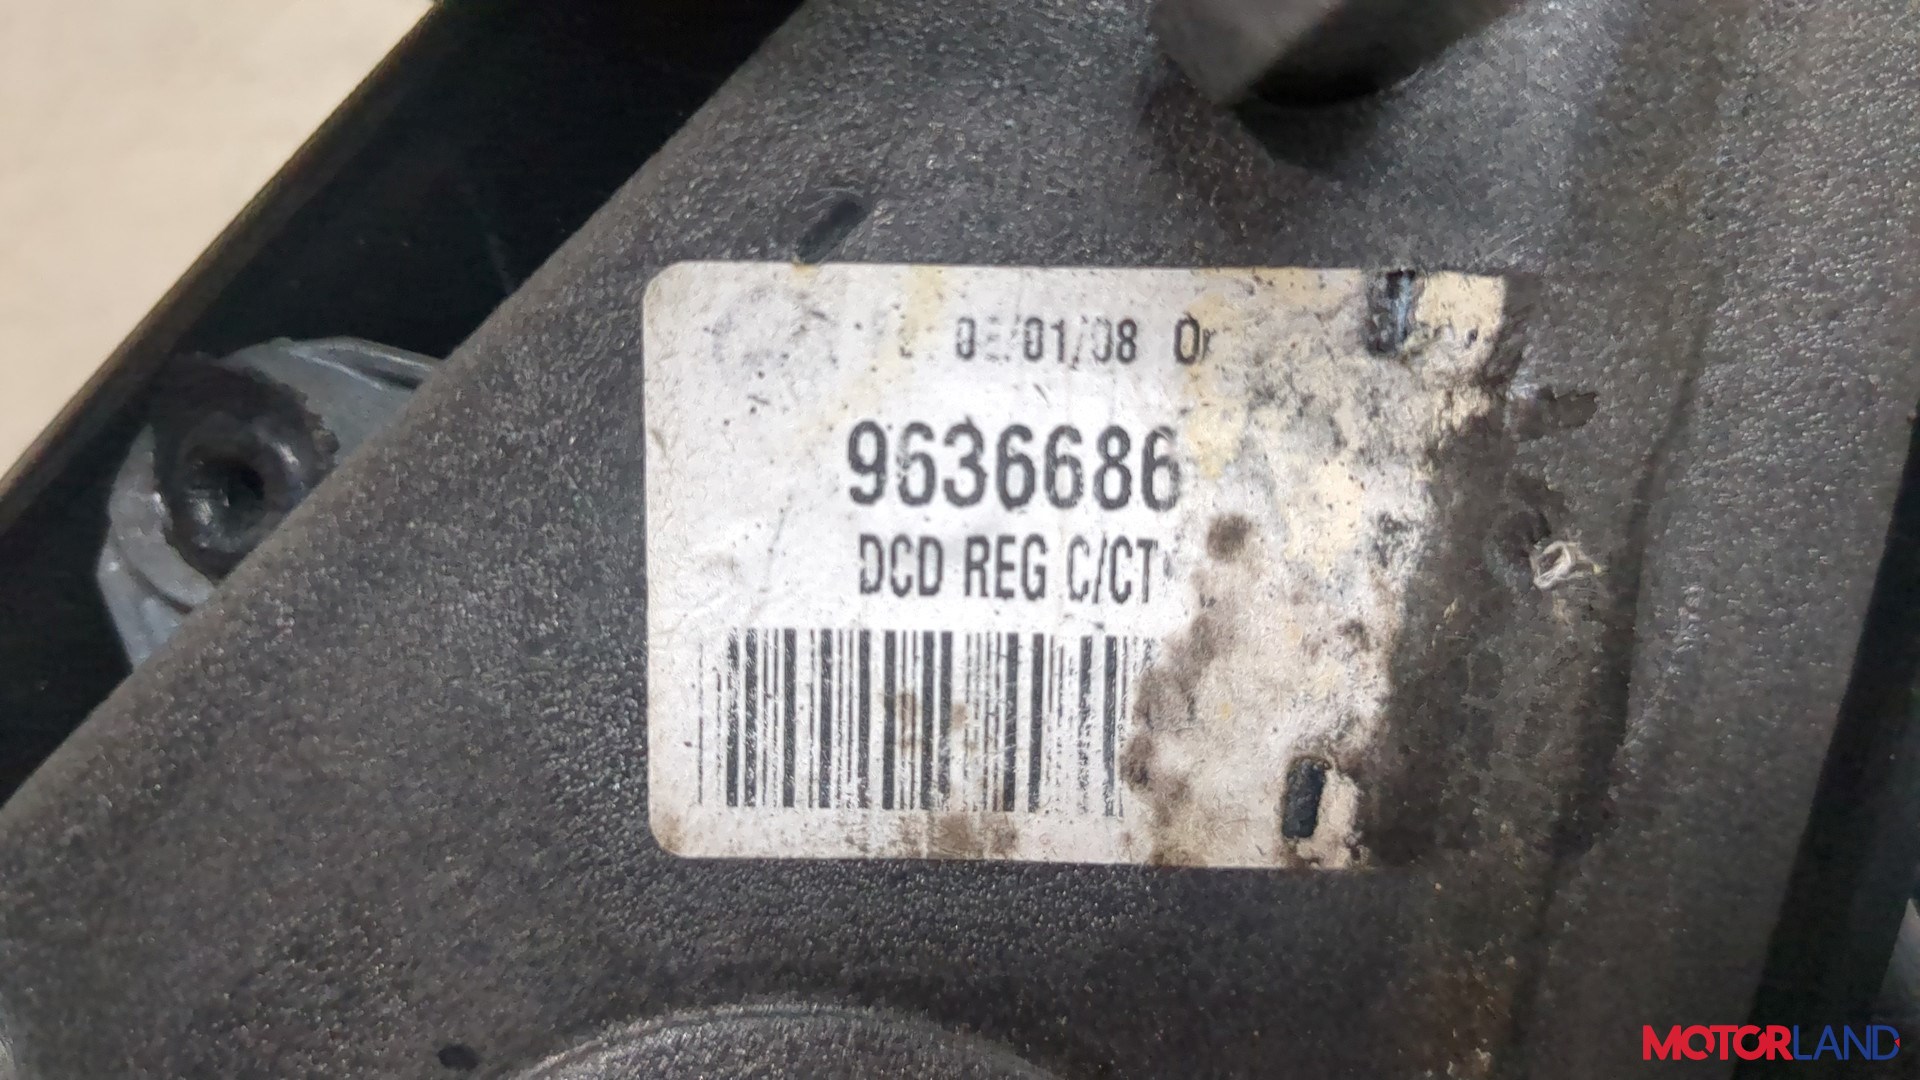 /01/08
9636686
DCD REG C/CT
MOTORLAND